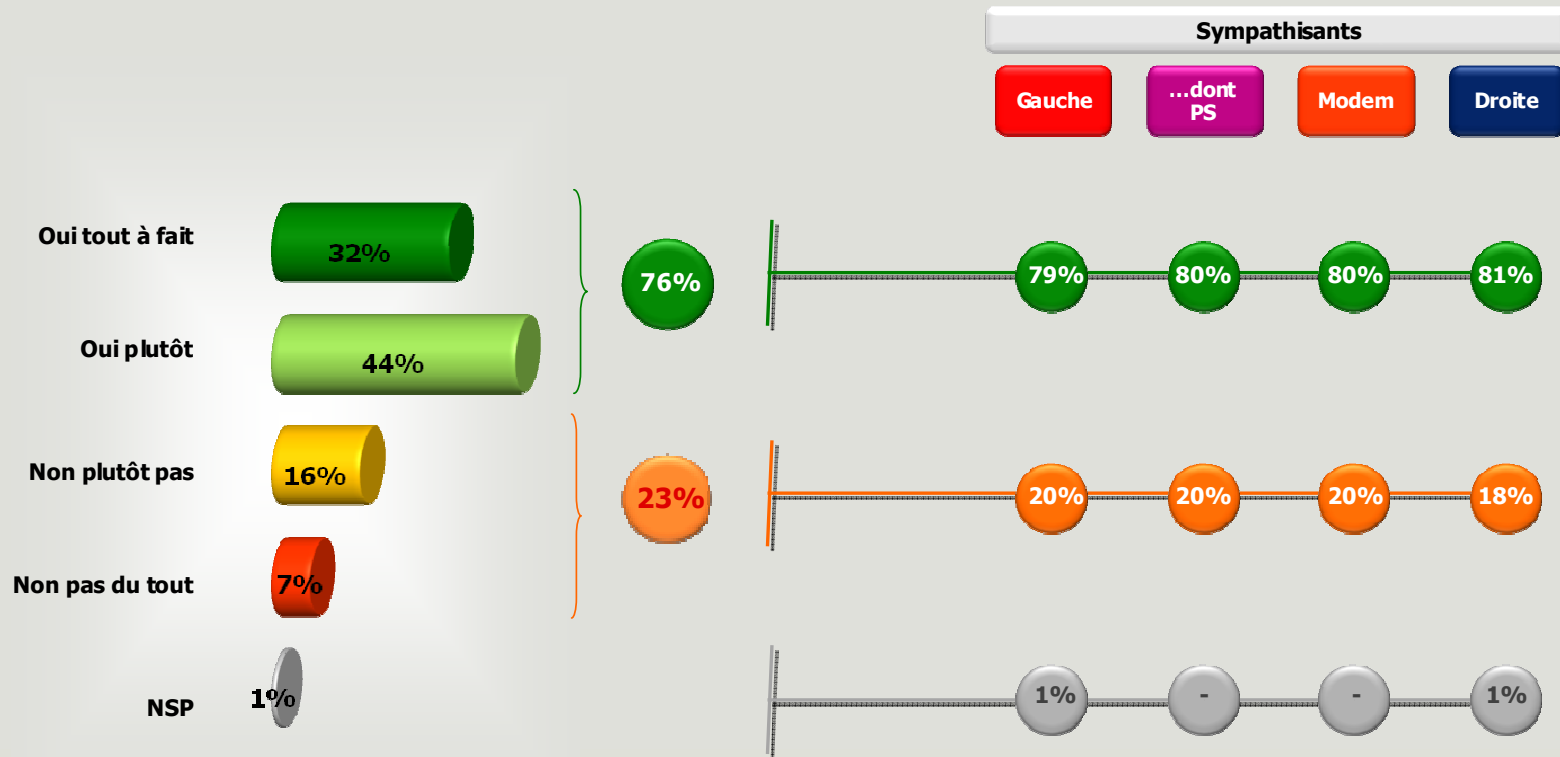 Sympathisants
Gauche
...dont
PS
Modem
Droite
Oui tout à fait
32%
Oui plutôt
44%
76%
79%
80%
80%
81%
Non plutôt pas
16%
Non pas du tout
7%
23%
20%
20%
20%
18%
NSP
1%
1%
-
-
1%